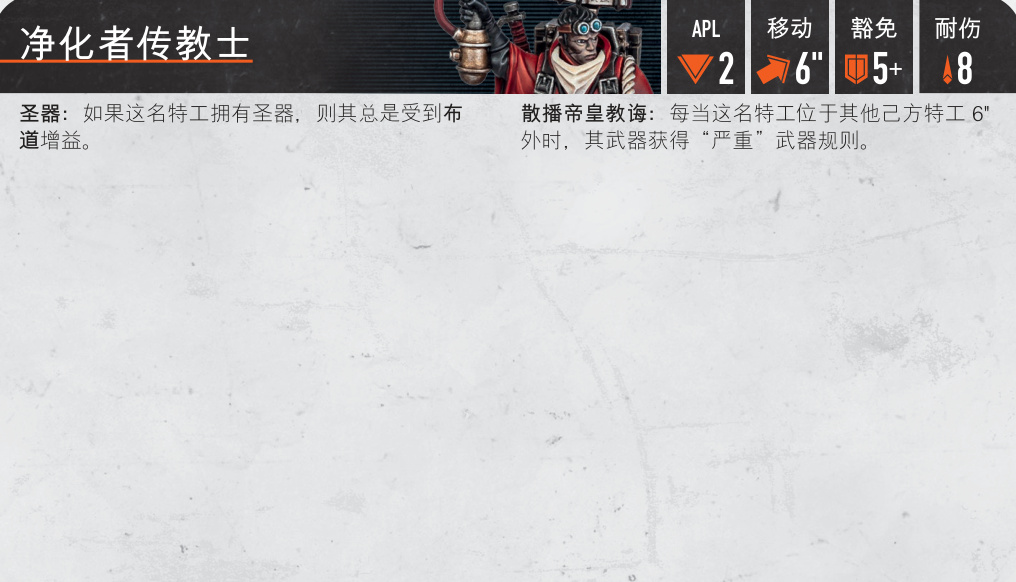 净化者传教士
APL
2
移动
6"
豁免
5+
耐伤
8
圣器：如果这名特工拥有圣器，则其总是受到布
道增益。
散播帝皇教诲：每当这名特工位于其他己方特工 6"
外时，其武器获得“严重”武器规则。